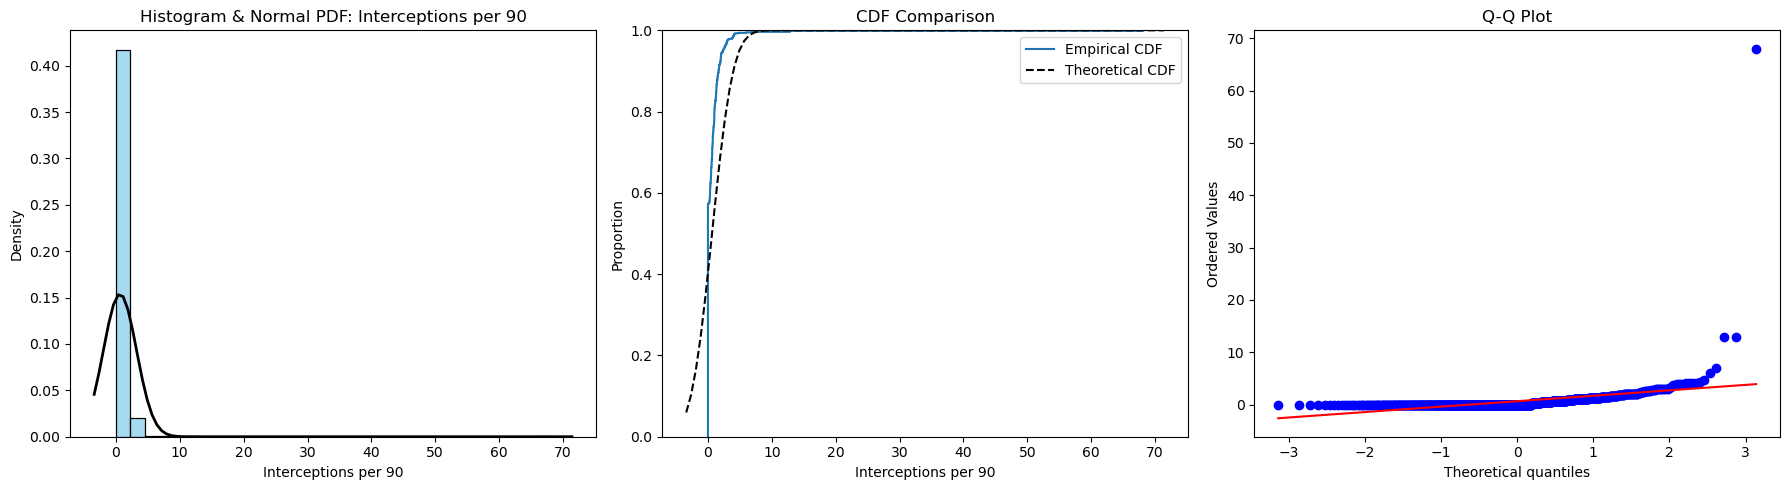 Histogram & Normal PDF: Interceptions per 90
Density
0.40
0.35
0.30
0.25
0.20
0.15
0.10
0.05
0.00
0 10 20 30 40 50 60 70
Interceptions per 90
CDF Comparison
Empirical CDF
Theoretical CDF
Proportion
1.0
0.8
0.6
0.4
0.2
0.0
0 10 20 30 40 50 60 70
Interceptions per 90
Q-Q Plot
Ordered Values
70
60
50
40
30
20
10
0
−3 −2 −1 0 1 2 3
Theoretical quantiles